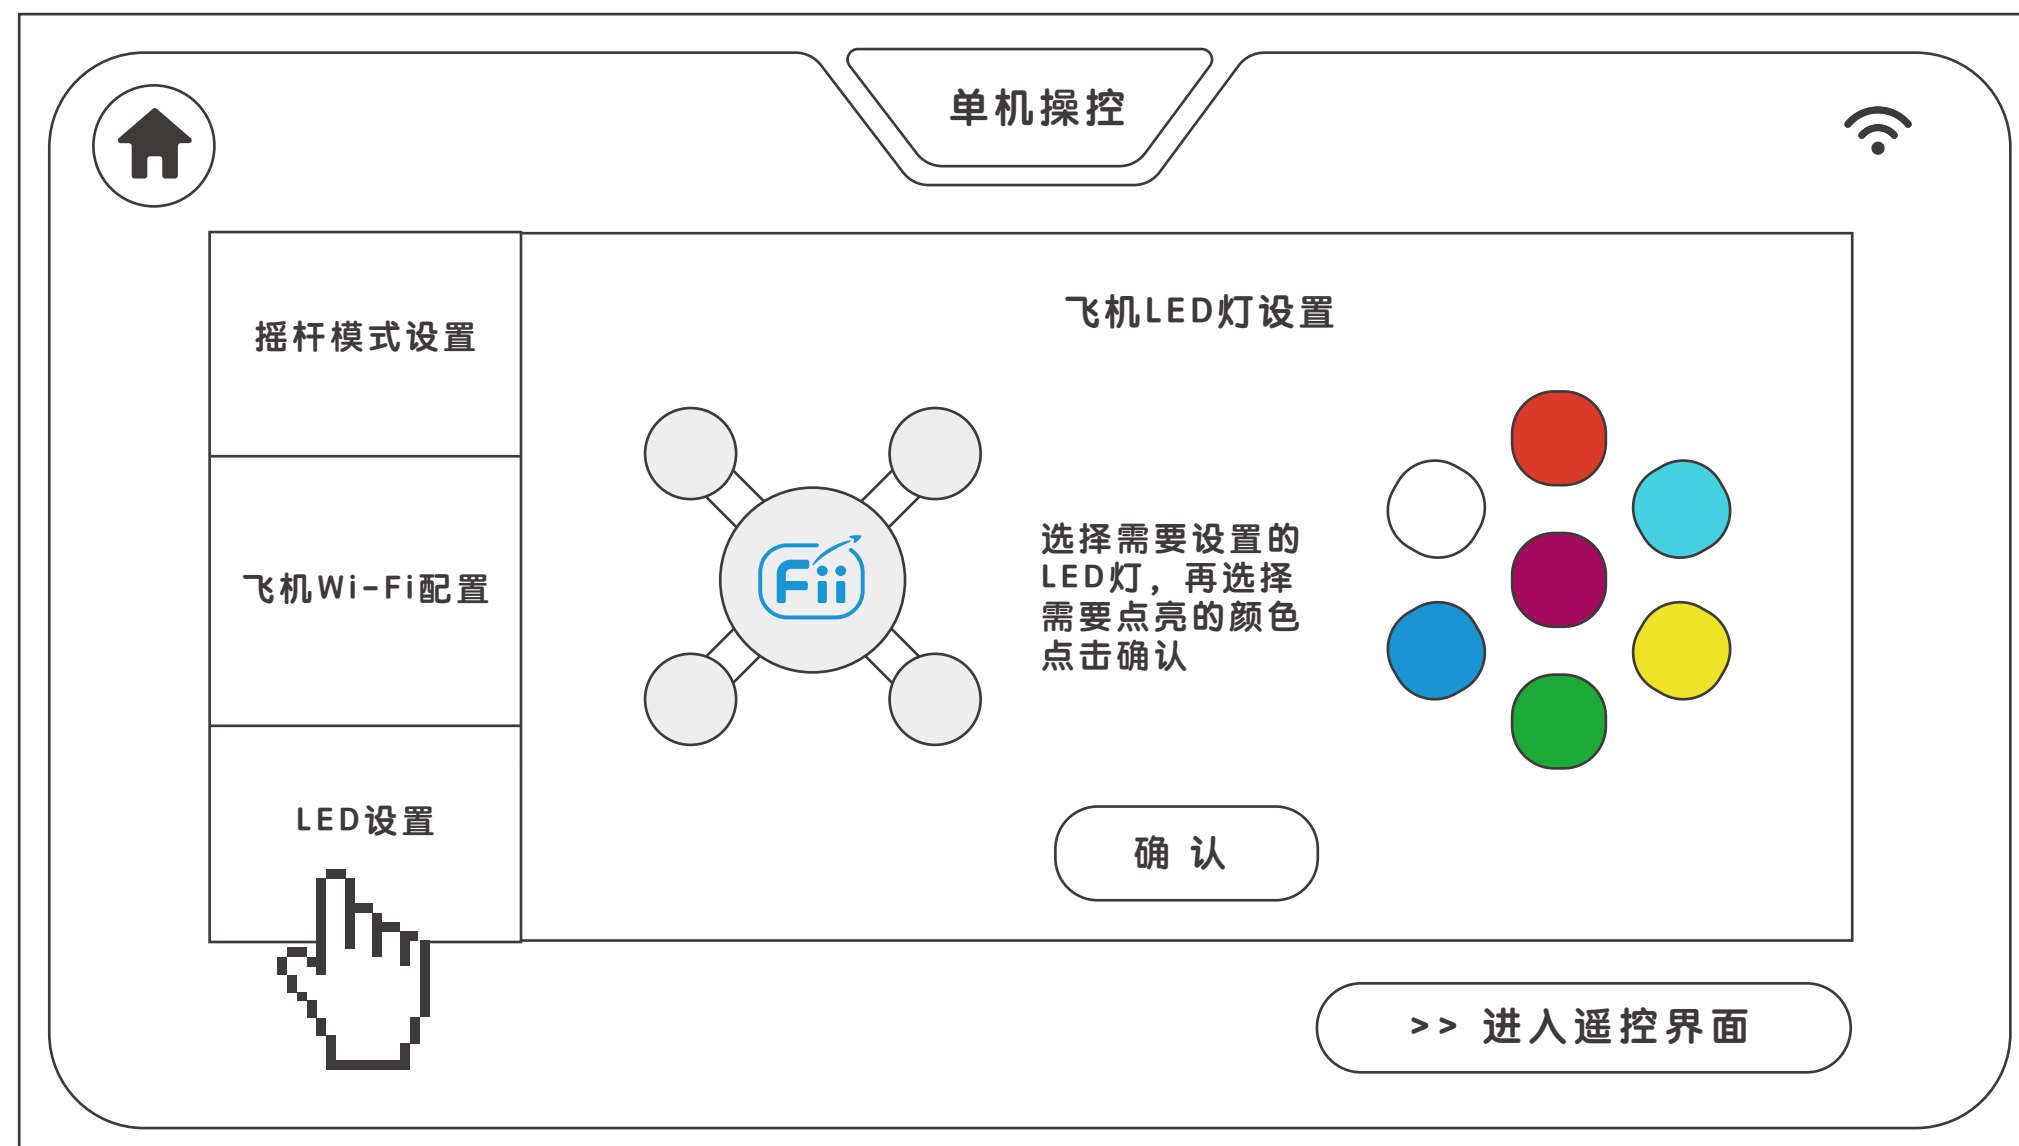 单机操控
摇杆模式设置
飞机Wi-Fi配置
LED设置
飞机LED灯设置
Fii
选择需要设置的
LED灯，再选择
需要点亮的颜色
点击确认
确 认
>> 进入遥控界面